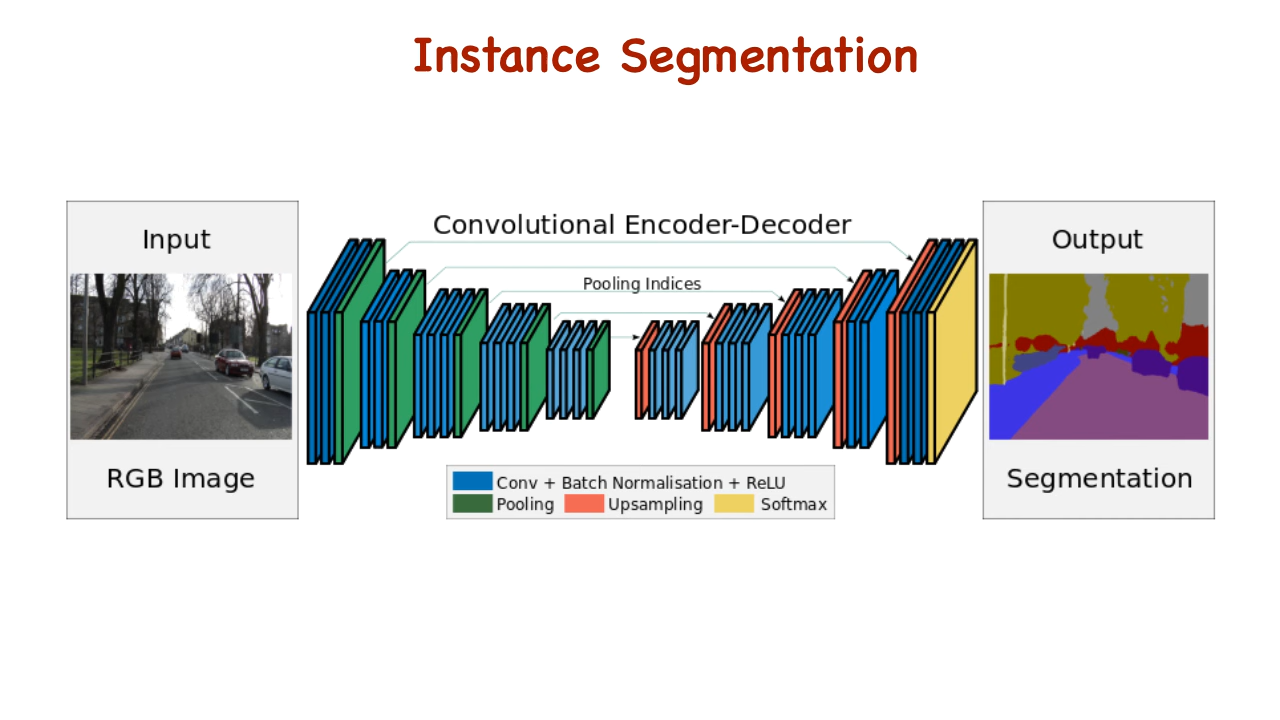 Instance Segmentation
Input
RGB Image
Convolutional Encoder-Decoder
Pooling Indices
Conv + Batch Normalisation + ReLU
Pooling Upsampling Softmax
Output
Segmentation